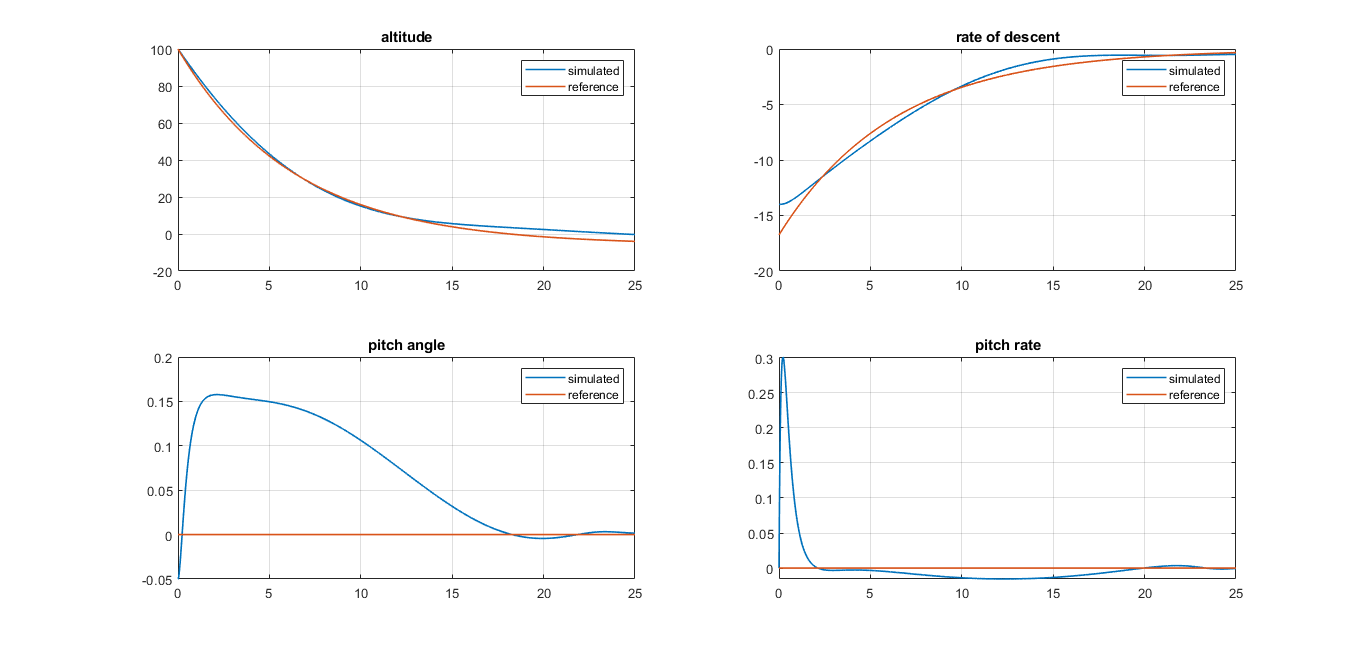 altitude
100
80
60
40
20
0
-20
0 5 10 15 20 25
simulated
reference
rate of descent
0
-5
-10
-15
-20
0 5 10 15 20 25
simulated
reference
pitch angle
0.2
0.15
0.1
0.05
0
-0.05
0 5 10 15 20 25
simulated
reference
pitch rate
0.3
0.25
0.2
0.15
0.1
0.05
0
0 5 10 15 20 25
simulated
reference